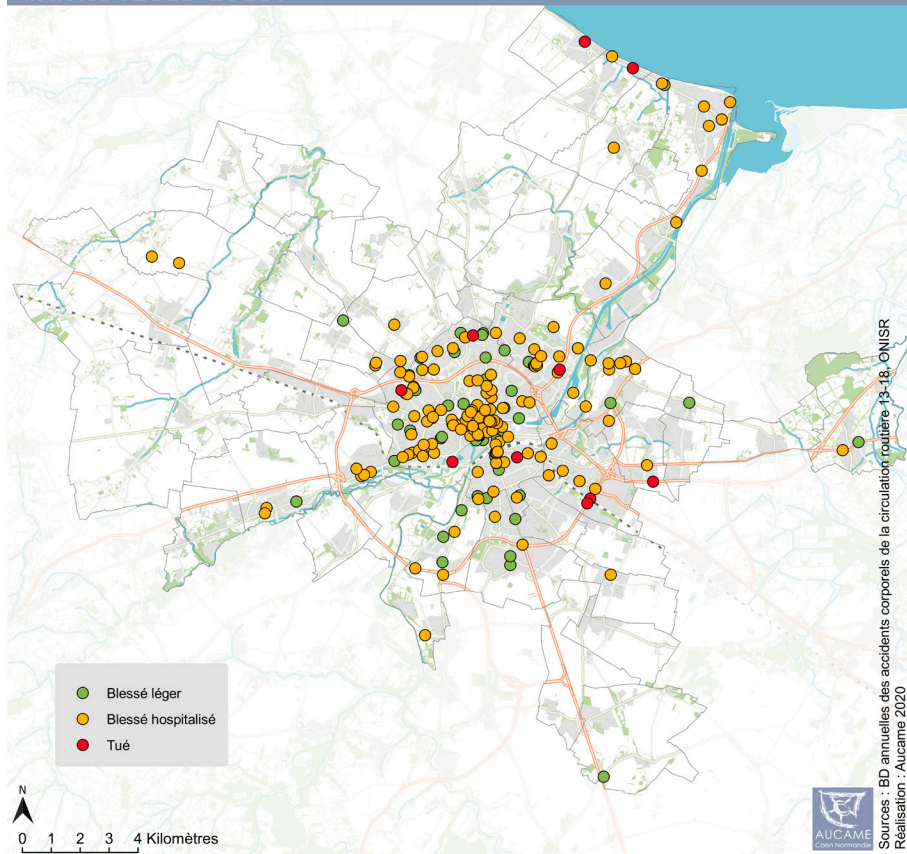 Blessé léger
Blessé hospitalisé
Tué
N
0 1 2 3 4 Kilomètres
AUCAME
Caen Normandie
Sources : BD annuelles des accidents corporels de la circulation routière 13-18, ONISR
Réalisation : Aucame 2020